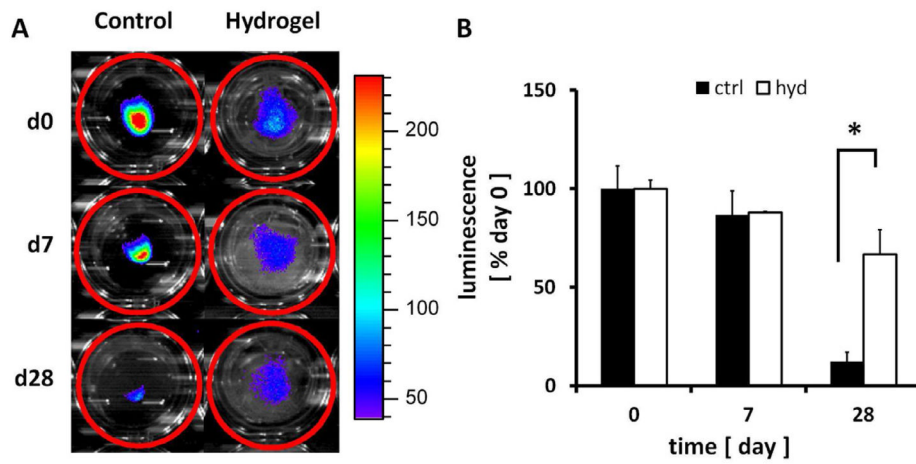 A
Control
Hydrogel
d0
d7
d28
200
150
100
50
B
ctrl
hyd
*
150
100
50
0
luminescence
[ % day 0 ]
0
7
28
time [ day ]